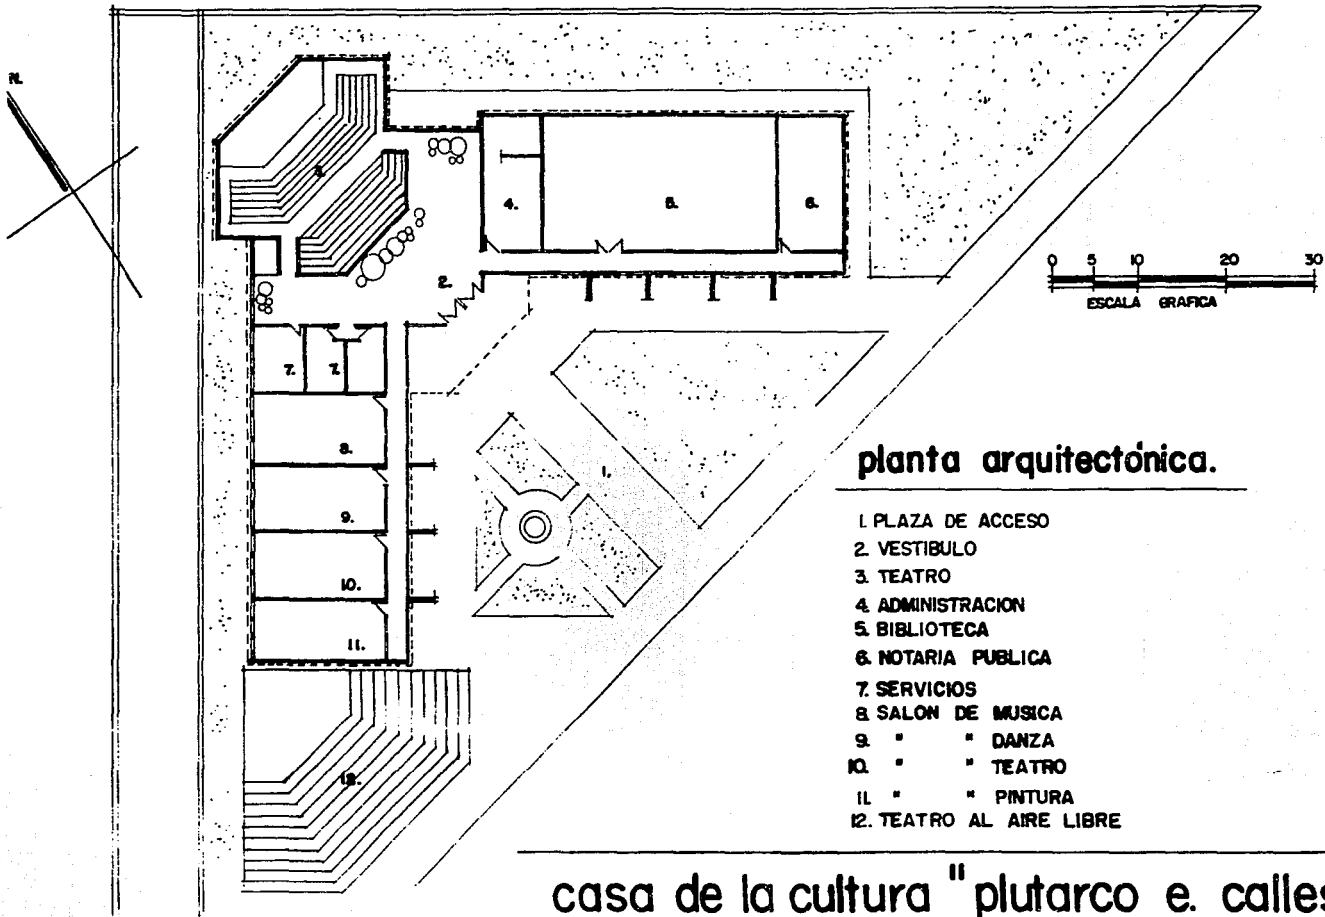 N.
3.
4.
5.
6.
2.
0 5 10 20 30
ESCALA GRAFICA
7. 7.
8.
1.
9.
10.
11.
12.
planta arquitectónica.
1. PLAZA DE ACCESO
2. VESTIBULO
3. TEATRO
4. ADMINISTRACION
5. BIBLIOTECA
6. NOTARIA PUBLICA
7. SERVICIOS
8. SALON DE MUSICA
9. " " DANZA
10. " " TEATRO
11. " " PINTURA
12. TEATRO AL AIRE LIBRE
casa de la cultura "plutarco e. calles